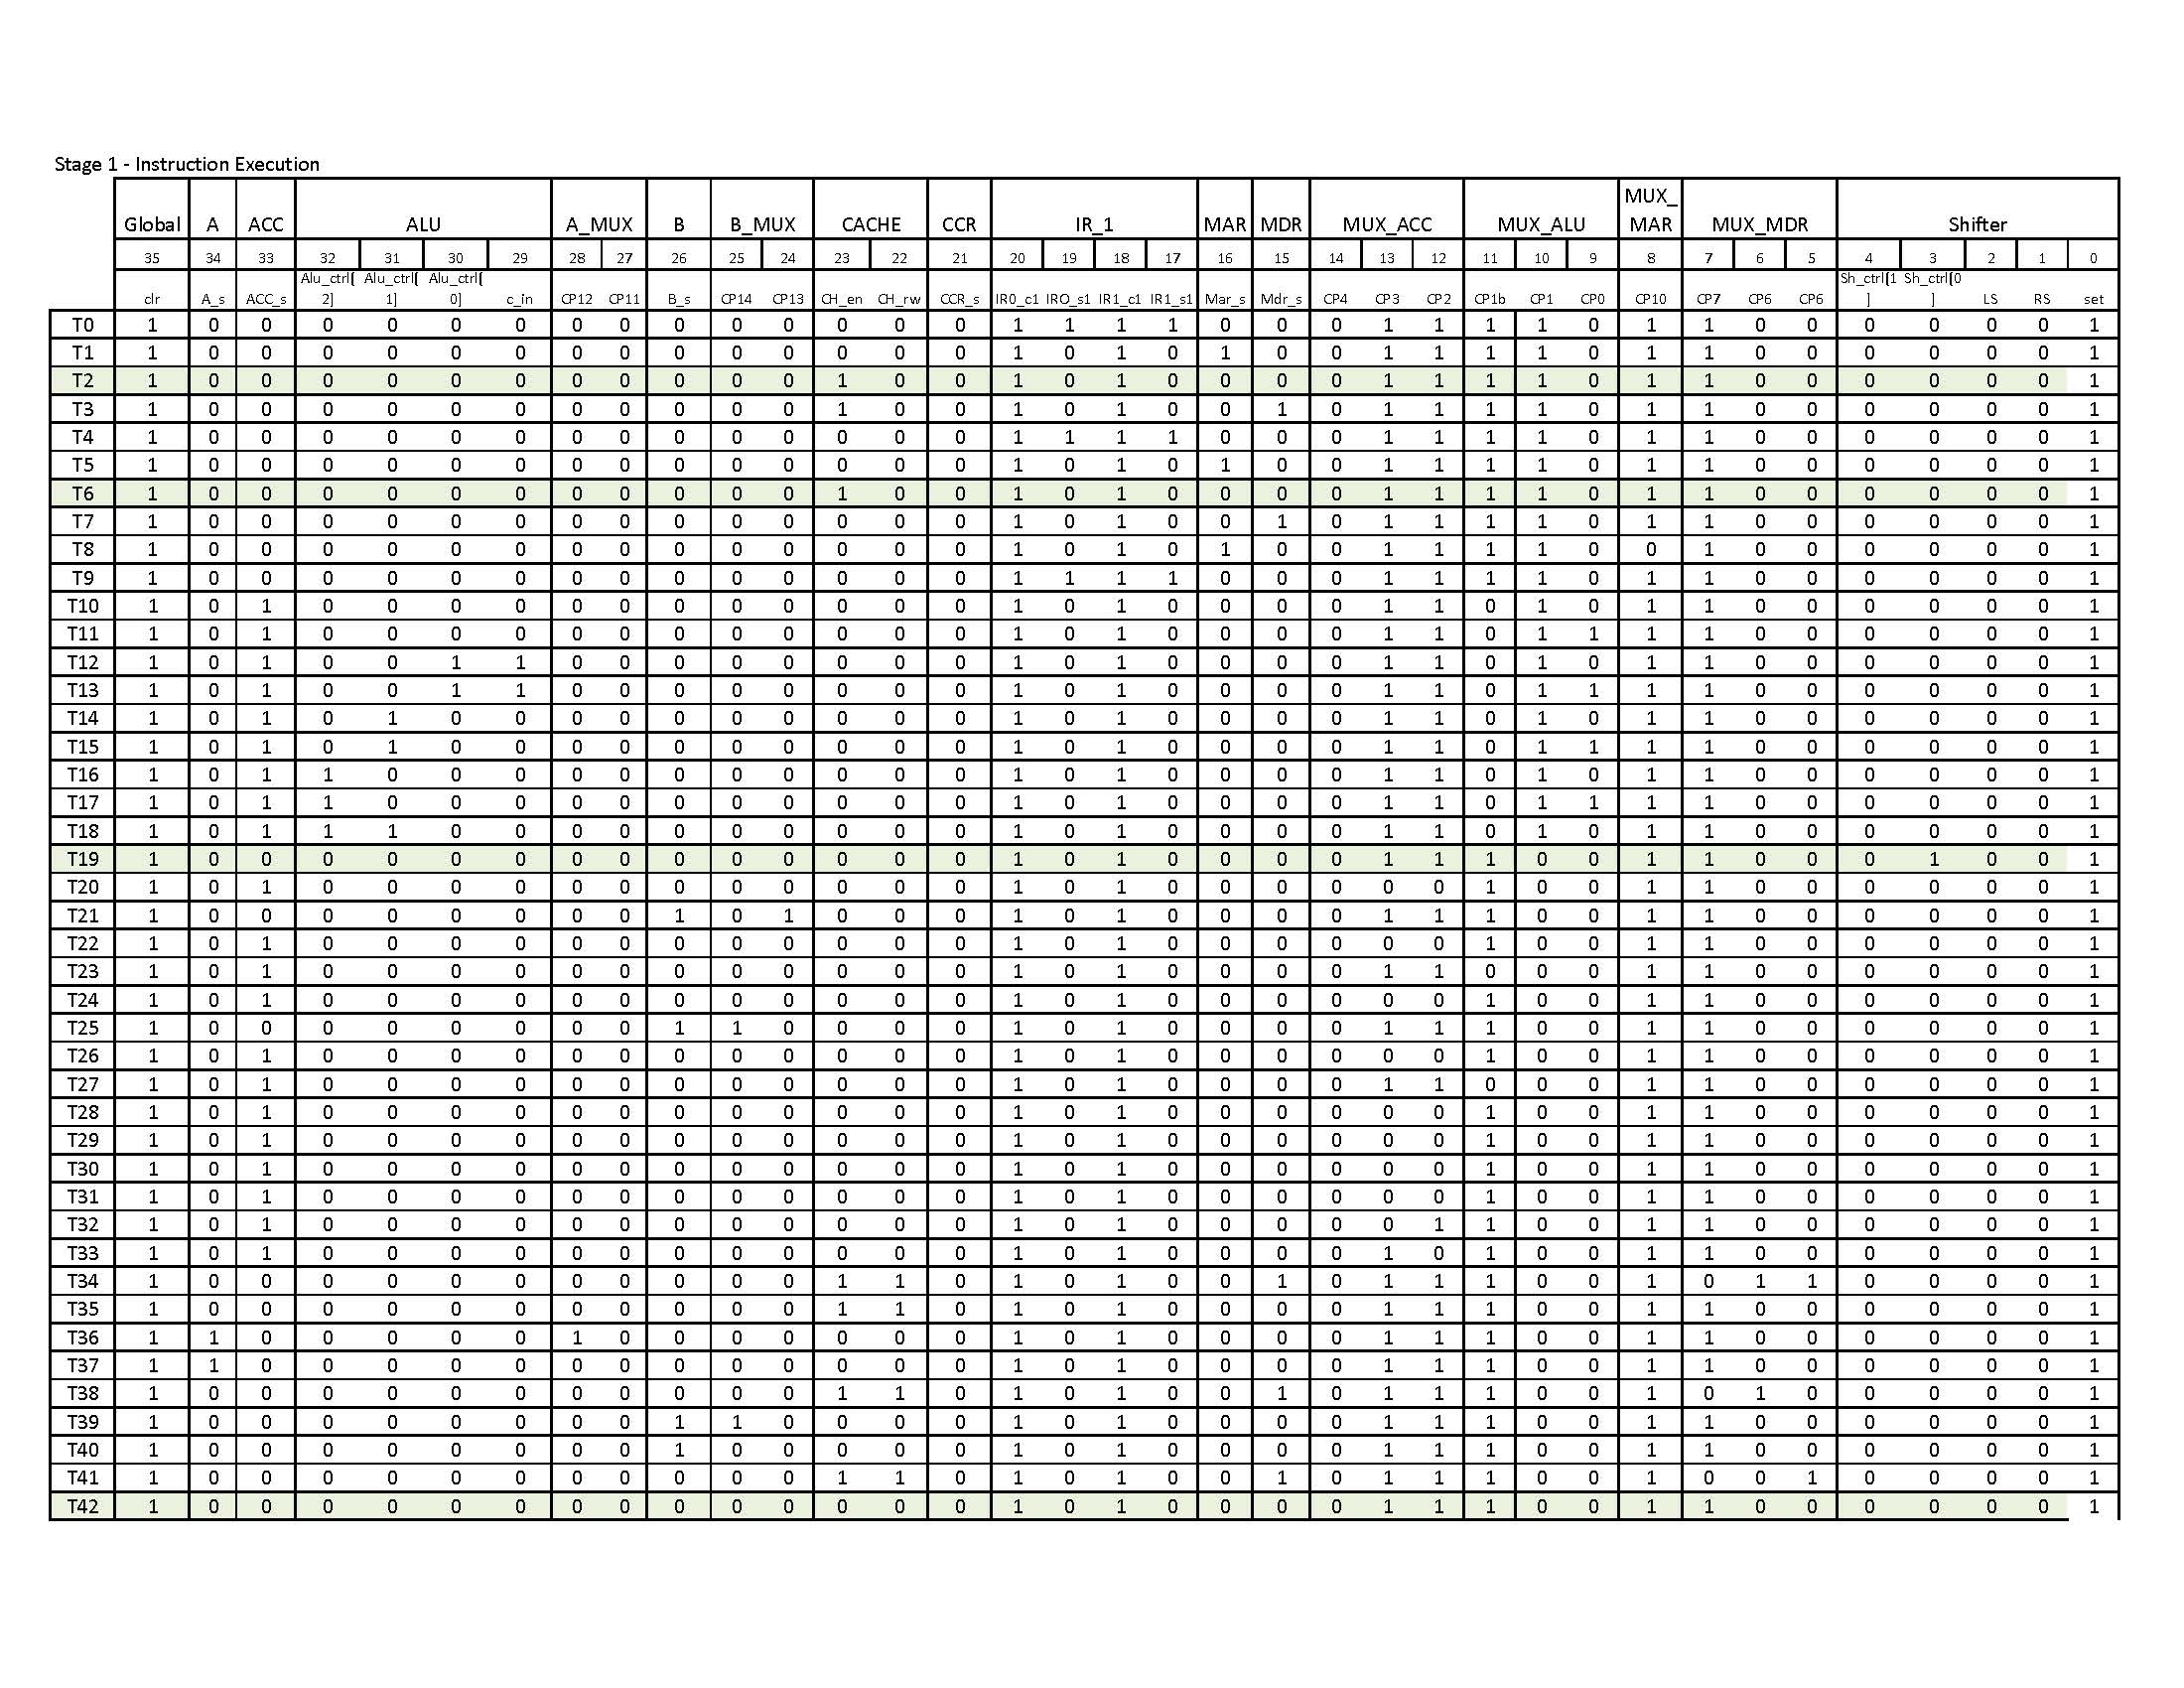 Stage 1 - Instruction Execution
Global A ACC ALU A_MUX B B_MUX CACHE CCR IR_1 MAR MDR MUX_ACC MUX_ALU MUX_ MAR MUX_MDR Shifter
35 34 33 32 31 30 29 28 27 26 25 24 23 22 21 20 19 18 17 16 15 14 13 12 11 10 9 8 7 6 5 4 3 2 1 0
clr A_s ACC_s Alu_ctrl[2] Alu_ctrl[1] Alu_ctrl[0] c_in CP12 CP11 B_s CP14 CP13 CH_en CH_rw CCR_s IR0_c1 IRO_s1 IR1_c1 IR1_s1 Mar_s Mdr_s CP4 CP3 CP2 CP1b CP1 CP0 CP10 CP7 CP6 CP6 Sh_ctrl[1] Sh_ctrl[0] LS RS set
T0 1 0 0 0 0 0 0 0 0 0 0 0 0 0 0 1 1 1 1 0 0 0 1 1 1 1 0 1 1 0 0 0 0 0 0 1
T1 1 0 0 0 0 0 0 0 0 0 0 0 0 0 0 1 0 1 0 1 0 0 1 1 1 1 0 1 1 0 0 0 0 0 0 1
T2 1 0 0 0 0 0 0 0 0 0 0 0 1 0 0 1 0 1 0 0 0 0 1 1 1 1 0 1 1 0 0 0 0 0 0 1
T3 1 0 0 0 0 0 0 0 0 0 0 0 1 0 0 1 0 1 0 0 1 0 1 1 1 1 0 1 1 0 0 0 0 0 0 1
T4 1 0 0 0 0 0 0 0 0 0 0 0 0 0 0 1 1 1 1 0 0 0 1 1 1 1 0 1 1 0 0 0 0 0 0 1
T5 1 0 0 0 0 0 0 0 0 0 0 0 0 0 0 1 0 1 0 1 0 0 1 1 1 1 0 1 1 0 0 0 0 0 0 1
T6 1 0 0 0 0 0 0 0 0 0 0 0 1 0 0 1 0 1 0 0 0 0 1 1 1 1 0 1 1 0 0 0 0 0 0 1
T7 1 0 0 0 0 0 0 0 0 0 0 0 0 0 0 1 0 1 0 0 1 0 1 1 1 1 0 1 1 0 0 0 0 0 0 1
T8 1 0 0 0 0 0 0 0 0 0 0 0 0 0 0 1 0 1 0 1 0 0 1 1 1 1 0 0 1 0 0 0 0 0 0 1
T9 1 0 0 0 0 0 0 0 0 0 0 0 0 0 0 1 1 1 1 0 0 0 1 1 1 1 0 1 1 0 0 0 0 0 0 1
T10 1 0 1 0 0 0 0 0 0 0 0 0 0 0 0 1 0 1 0 0 0 0 1 1 0 1 0 1 1 0 0 0 0 0 0 1
T11 1 0 1 0 0 0 0 0 0 0 0 0 0 0 0 1 0 1 0 0 0 0 1 1 0 1 1 1 1 0 0 0 0 0 0 1
T12 1 0 1 0 0 1 1 0 0 0 0 0 0 0 0 1 0 1 0 0 0 0 1 1 0 1 0 1 1 0 0 0 0 0 0 1
T13 1 0 1 0 0 1 1 0 0 0 0 0 0 0 0 1 0 1 0 0 0 0 1 1 0 1 1 1 1 0 0 0 0 0 0 1
T14 1 0 1 0 1 0 0 0 0 0 0 0 0 0 0 1 0 1 0 0 0 0 1 1 0 1 0 1 1 0 0 0 0 0 0 1
T15 1 0 1 0 1 0 0 0 0 0 0 0 0 0 0 1 0 1 0 0 0 0 1 1 0 1 1 1 1 0 0 0 0 0 0 1
T16 1 0 1 1 0 0 0 0 0 0 0 0 0 0 0 1 0 1 0 0 0 0 1 1 0 1 0 1 1 0 0 0 0 0 0 1
T17 1 0 1 1 0 0 0 0 0 0 0 0 0 0 0 1 0 1 0 0 0 0 1 1 0 1 1 1 1 0 0 0 0 0 0 1
T18 1 0 1 1 1 0 0 0 0 0 0 0 0 0 0 1 0 1 0 0 0 0 1 1 0 1 0 1 1 0 0 0 0 0 0 1
T19 1 0 0 0 0 0 0 0 0 0 0 0 0 0 0 1 0 1 0 0 0 0 1 1 1 0 0 1 1 0 0 0 1 0 0 1
T20 1 0 1 0 0 0 0 0 0 0 0 0 0 0 0 1 0 1 0 0 0 0 0 0 1 0 0 1 1 0 0 0 0 0 0 1
T21 1 0 0 0 0 0 0 0 0 1 0 1 0 0 0 1 0 1 0 0 0 0 1 1 1 0 0 1 1 0 0 0 0 0 0 1
T22 1 0 1 0 0 0 0 0 0 0 0 0 0 0 0 1 0 1 0 0 0 0 0 0 1 0 0 1 1 0 0 0 0 0 0 1
T23 1 0 1 0 0 0 0 0 0 0 0 0 0 0 0 1 0 1 0 0 0 0 1 1 0 0 0 1 1 0 0 0 0 0 0 1
T24 1 0 1 0 0 0 0 0 0 0 0 0 0 0 0 1 0 1 0 0 0 0 0 0 1 0 0 1 1 0 0 0 0 0 0 1
T25 1 0 0 0 0 0 0 0 0 1 1 0 0 0 0 1 0 1 0 0 0 0 1 1 1 0 0 1 1 0 0 0 0 0 0 1
T26 1 0 1 0 0 0 0 0 0 0 0 0 0 0 0 1 0 1 0 0 0 0 0 0 1 0 0 1 1 0 0 0 0 0 0 1
T27 1 0 1 0 0 0 0 0 0 0 0 0 0 0 0 1 0 1 0 0 0 0 1 1 0 0 0 1 1 0 0 0 0 0 0 1
T28 1 0 1 0 0 0 0 0 0 0 0 0 0 0 0 1 0 1 0 0 0 0 0 0 1 0 0 1 1 0 0 0 0 0 0 1
T29 1 0 1 0 0 0 0 0 0 0 0 0 0 0 0 1 0 1 0 0 0 0 0 0 1 0 0 1 1 0 0 0 0 0 0 1
T30 1 0 1 0 0 0 0 0 0 0 0 0 0 0 0 1 0 1 0 0 0 0 0 0 1 0 0 1 1 0 0 0 0 0 0 1
T31 1 0 1 0 0 0 0 0 0 0 0 0 0 0 0 1 0 1 0 0 0 0 0 0 1 0 0 1 1 0 0 0 0 0 0 1
T32 1 0 1 0 0 0 0 0 0 0 0 0 0 0 0 1 0 1 0 0 0 0 0 1 1 0 0 1 1 0 0 0 0 0 0 1
T33 1 0 1 0 0 0 0 0 0 0 0 0 0 0 0 1 0 1 0 0 0 0 1 0 1 0 0 1 1 0 0 0 0 0 0 1
T34 1 0 0 0 0 0 0 0 0 0 0 0 1 1 0 1 0 1 0 0 1 0 1 1 1 0 0 1 0 1 1 0 0 0 0 1
T35 1 0 0 0 0 0 0 0 0 0 0 0 1 1 0 1 0 1 0 0 0 0 1 1 1 0 0 1 1 0 0 0 0 0 0 1
T36 1 1 0 0 0 0 0 1 0 0 0 0 0 0 0 1 0 1 0 0 0 0 1 1 1 0 0 1 1 0 0 0 0 0 0 1
T37 1 1 0 0 0 0 0 0 0 0 0 0 0 0 0 1 0 1 0 0 0 0 1 1 1 0 0 1 1 0 0 0 0 0 0 1
T38 1 0 0 0 0 0 0 0 0 0 0 0 1 1 0 1 0 1 0 0 1 0 1 1 1 0 0 1 0 1 0 0 0 0 0 1
T39 1 0 0 0 0 0 0 0 0 1 1 0 0 0 0 1 0 1 0 0 0 0 1 1 1 0 0 1 1 0 0 0 0 0 0 1
T40 1 0 0 0 0 0 0 0 0 1 0 0 0 0 0 1 0 1 0 0 0 0 1 1 1 0 0 1 1 0 0 0 0 0 0 1
T41 1 0 0 0 0 0 0 0 0 0 0 0 1 1 0 1 0 1 0 0 1 0 1 1 1 0 0 1 0 0 1 0 0 0 0 1
T42 1 0 0 0 0 0 0 0 0 0 0 0 0 0 0 1 0 1 0 0 0 0 1 1 1 0 0 1 1 0 0 0 0 0 0 1